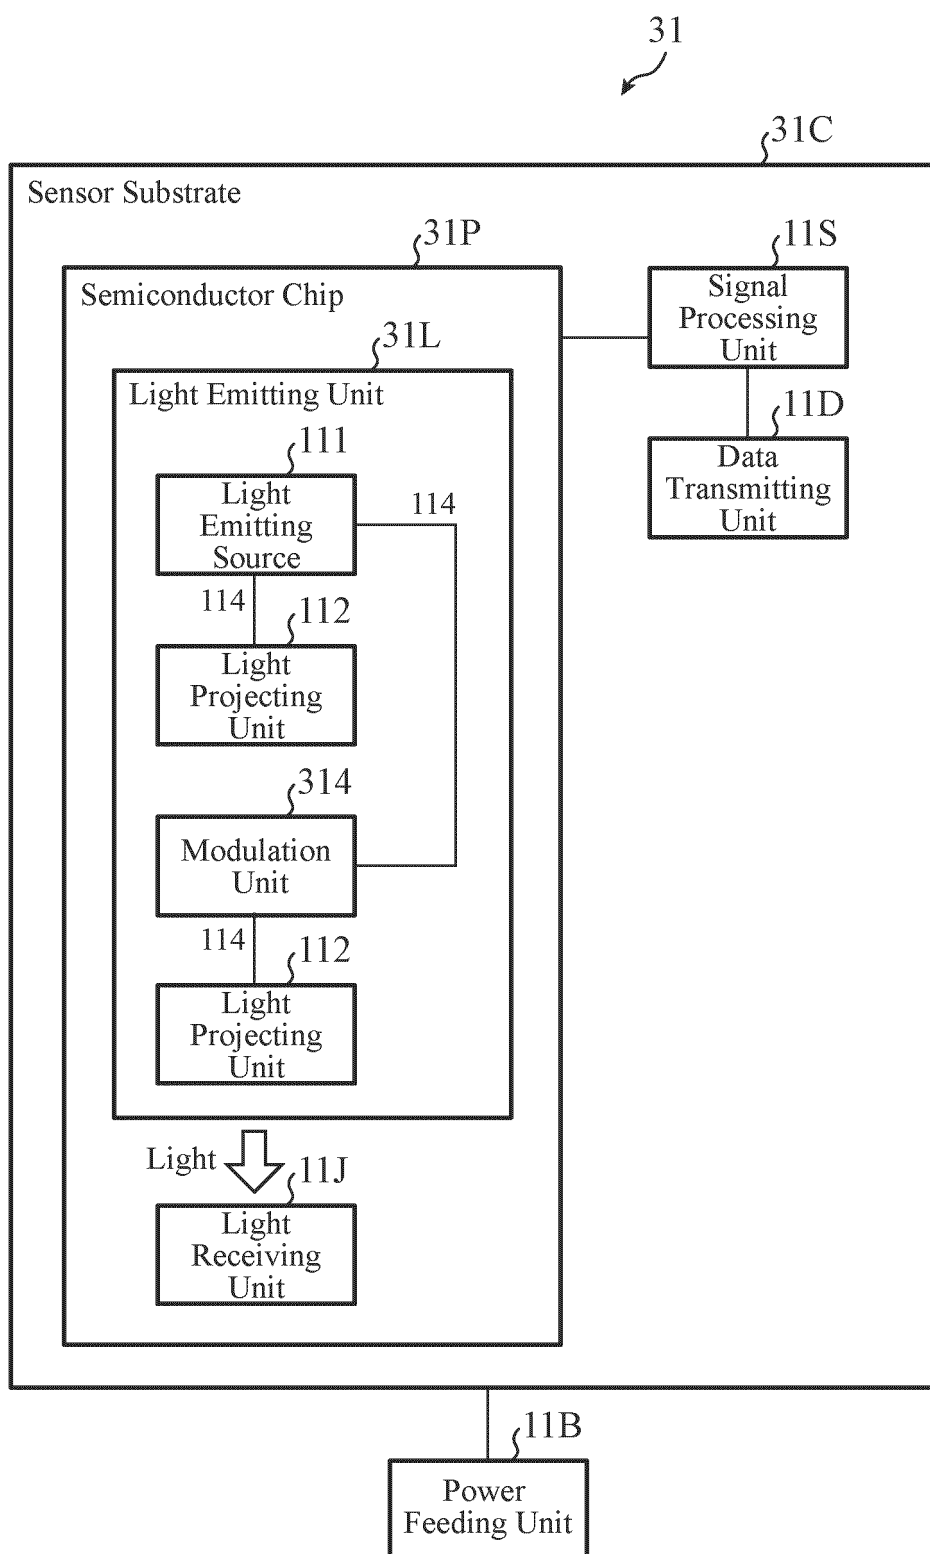 31
31C
Sensor Substrate
31P
11S
Semiconductor Chip
Signal
Processing
Unit
31L
Light Emitting Unit
11D
Data
Transmitting
Unit
111
Light
Emitting
Source
114
114
112
Light
Projecting
Unit
314
Modulation
Unit
114
112
Light
Projecting
Unit
Light
11J
Light
Receiving
Unit
11B
Power
Feeding Unit